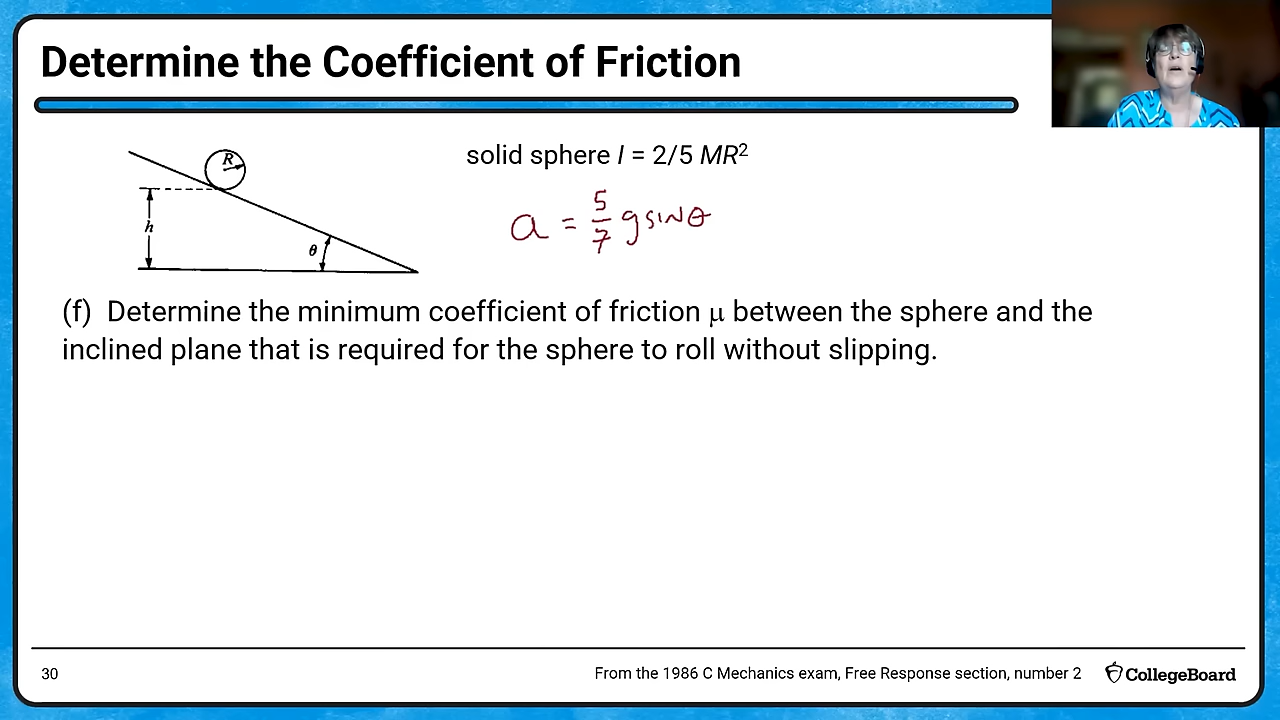 Determine the Coefficient of Friction
R
h
θ
solid sphere I = 2/5 MR²
a = 5/7 g sin θ
(f) Determine the minimum coefficient of friction μ between the sphere and the
inclined plane that is required for the sphere to roll without slipping.
30
From the 1986 C Mechanics exam, Free Response section, number 2
CollegeBoard